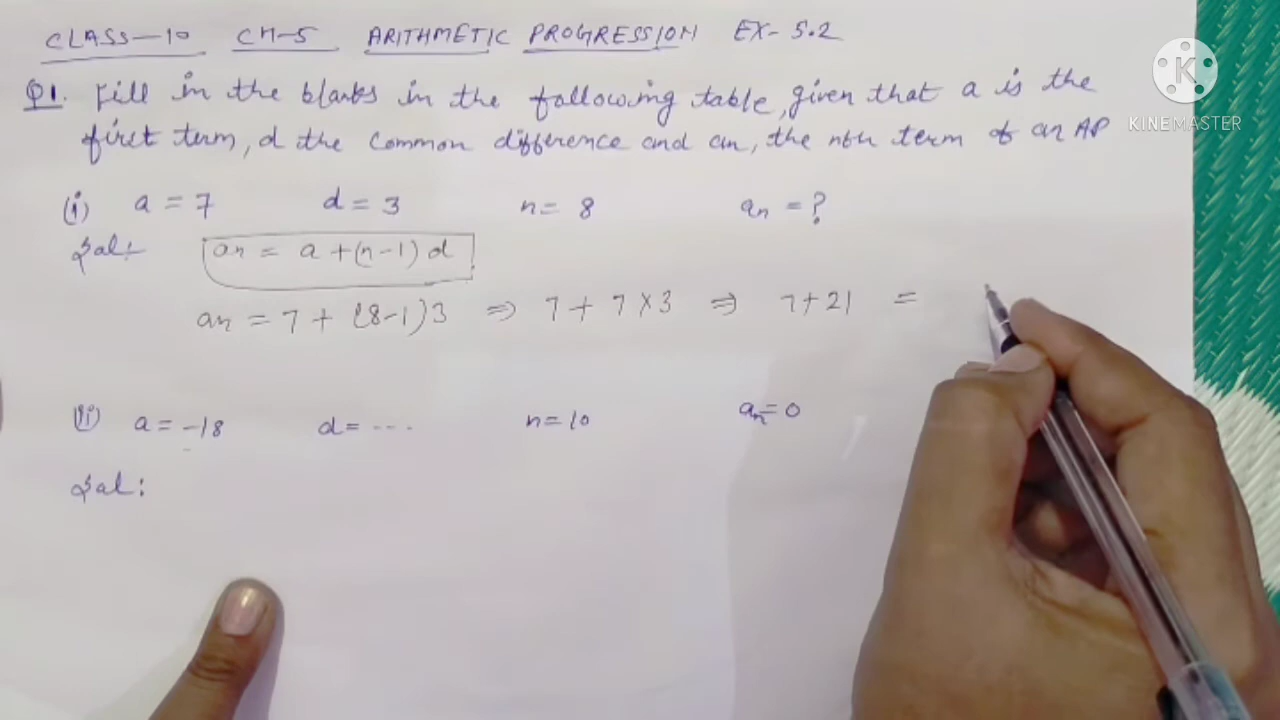 CLASS-10 CH-5 ARITHMETIC PROGRESSION EX- 5.2
Q1. Fill in the blanks in the following table, given that a is the
first term, d the common difference and an, the nth term of an AP
(i) a = 7 d = 3 n = 8 an = ?
Sol:
an = a + (n-1) d
an = 7 + (8-1)3 ⇒ 7 + 7 × 3 ⇒ 7 + 21 =
(ii) a = -18 d = --- n = 10 an = 0
Sol:
K
KINEMASTER